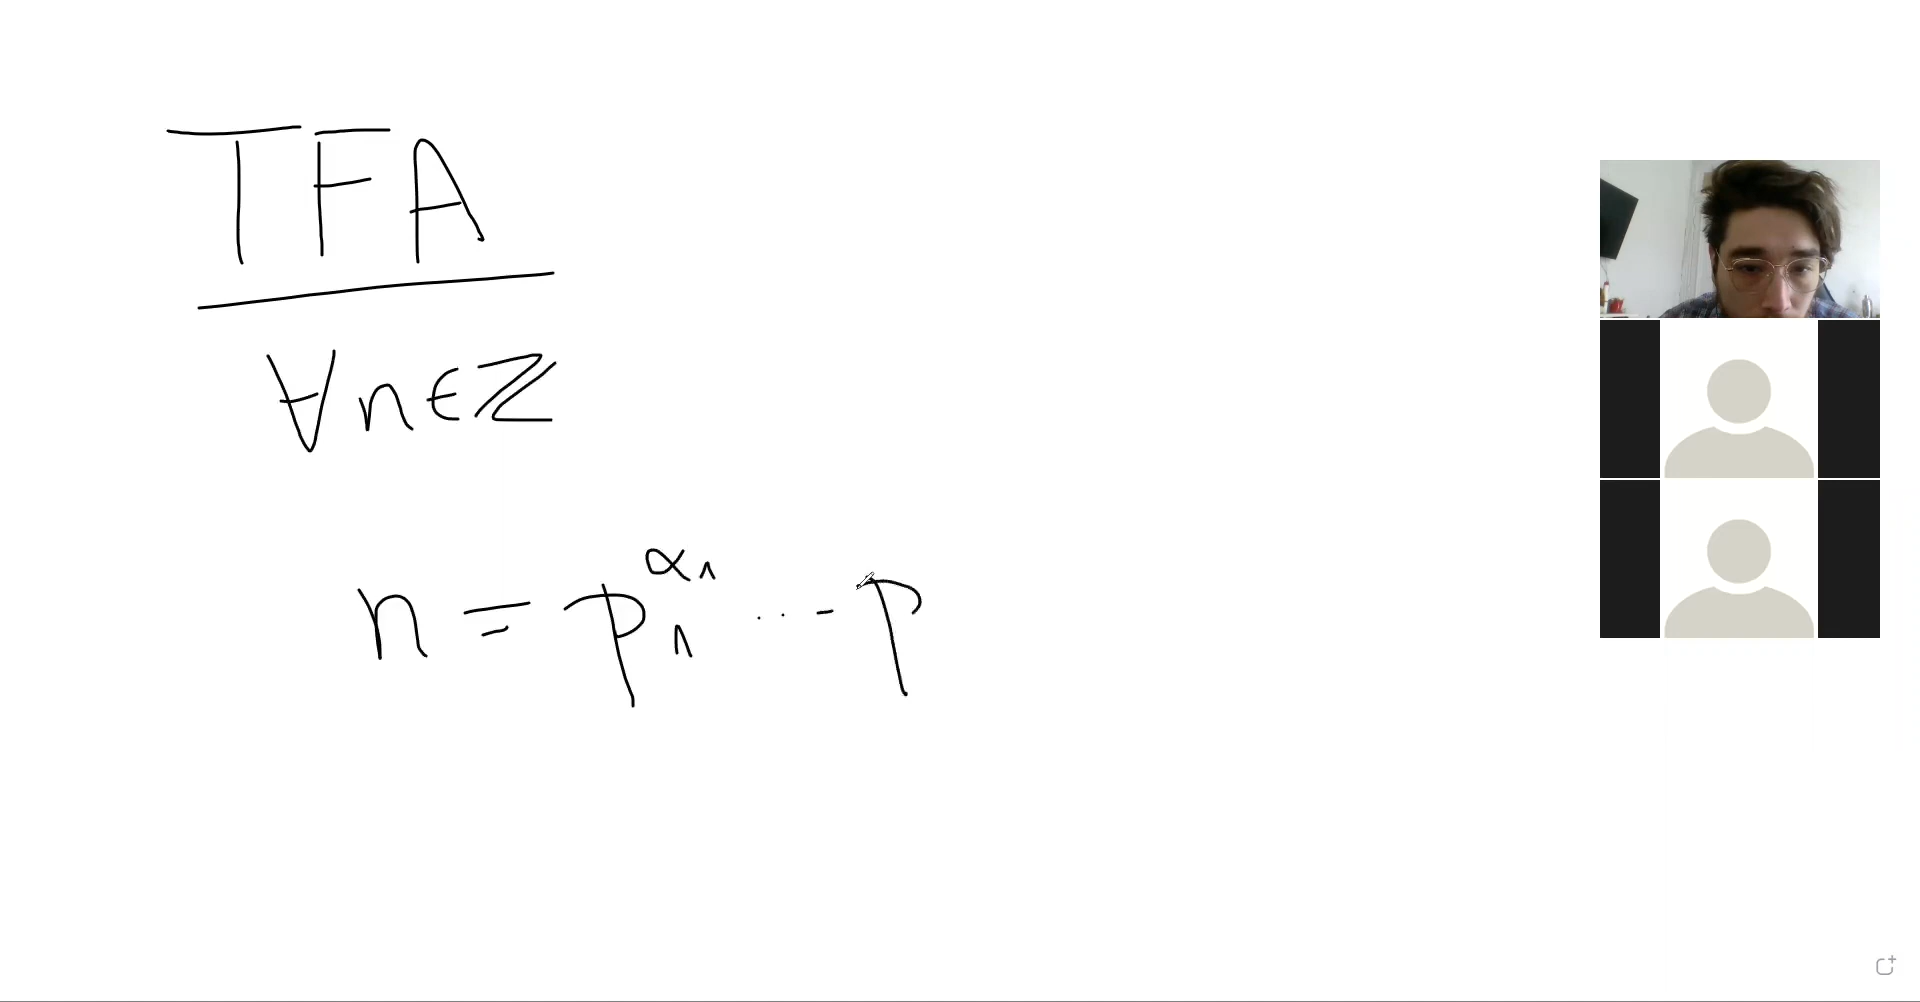 TFA
∀n∈ℤ
n = p₁^α₁ ··· p